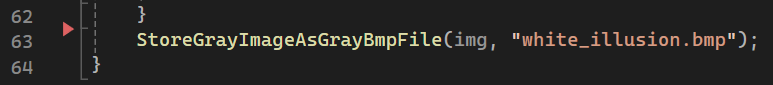 62 }
63 StoreGrayImageAsGrayBmpFile(img, "white_illusion.bmp");
64 }